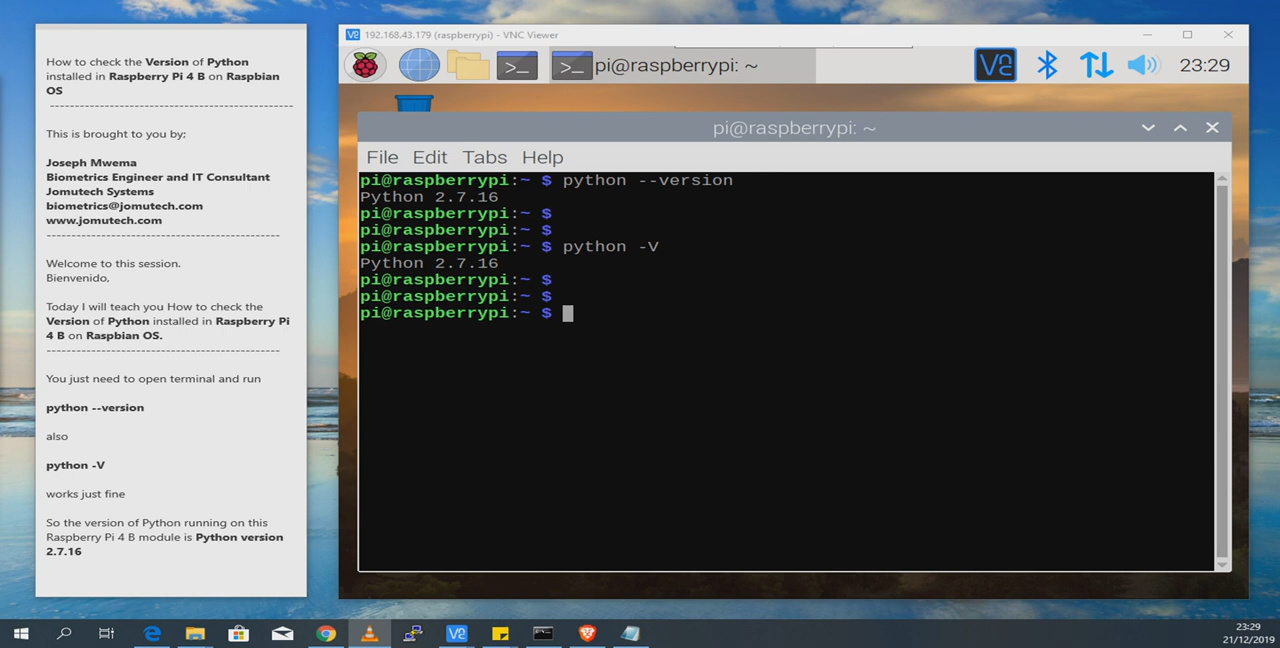 How to check the Version of Python
installed in Raspberry Pi 4 B on Raspbian
OS
------------------------------------------------
This is brought to you by;
Joseph Mwema
Biometrics Engineer and IT Consultant
Jomutech Systems
biometrics@jomutech.com
www.jomutech.com
----------------------------------------------
Welcome to this session.
Bienvenido,
Today I will teach you How to check the
Version of Python installed in Raspberry Pi
4 B on Raspbian OS.
----------------------------------------------
You just need to open terminal and run
python --version
also
python -V
works just fine
So the version of Python running on this
Raspberry Pi 4 B module is Python version
2.7.16
192.168.43.179 (raspberrypi) - VNC Viewer
pi@raspberrypi: ~
23:29
pi@raspberrypi: ~
File Edit Tabs Help
pi@raspberrypi:~ $ python --version
Python 2.7.16
pi@raspberrypi:~ $
pi@raspberrypi:~ $
pi@raspberrypi:~ $ python -V
Python 2.7.16
pi@raspberrypi:~ $
pi@raspberrypi:~ $
pi@raspberrypi:~ $
23:29
21/12/2019